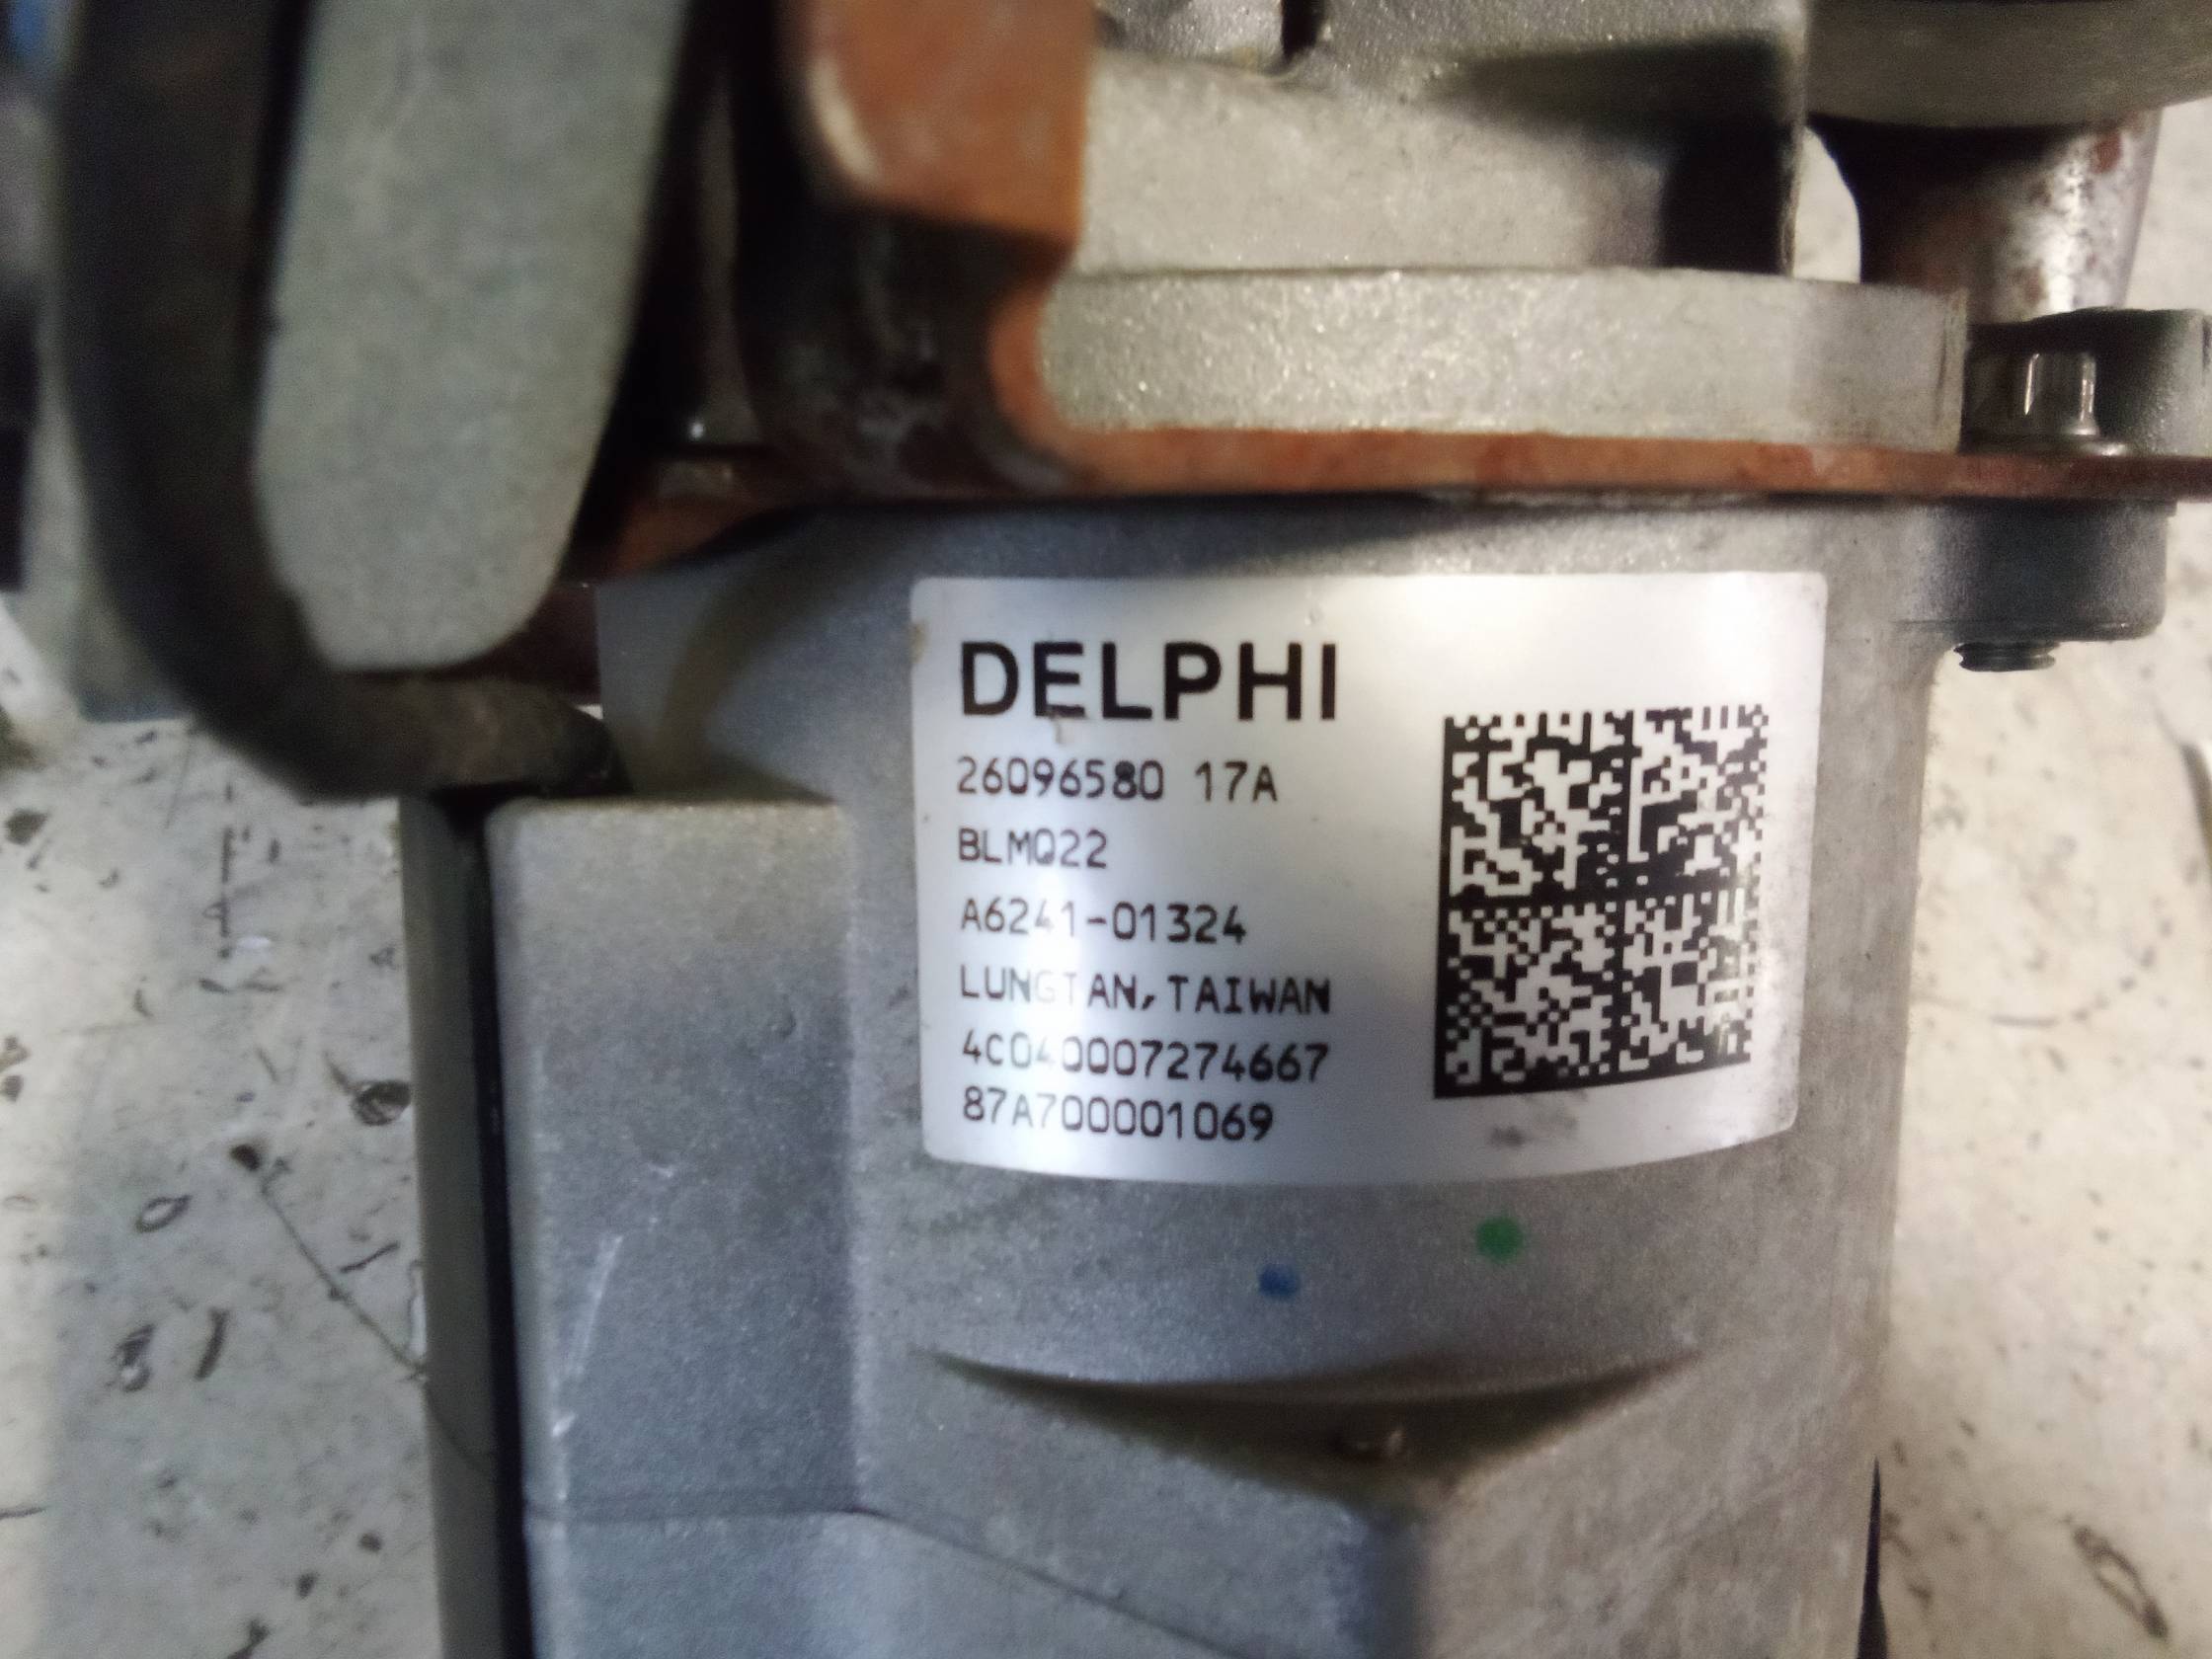 DELPHI
26096580 17A
BLMQ22
A6241-01324
LUNGTAN, TAIWAN
4C040007274667
87A700001069